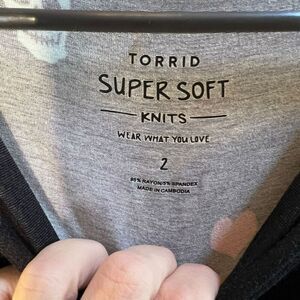 TORRID
SUPER SOFT
KNITS
WEAR WHAT YOU LOVE
2
95% RAYON/5% SPANDEX
MADE IN CAMBODIA